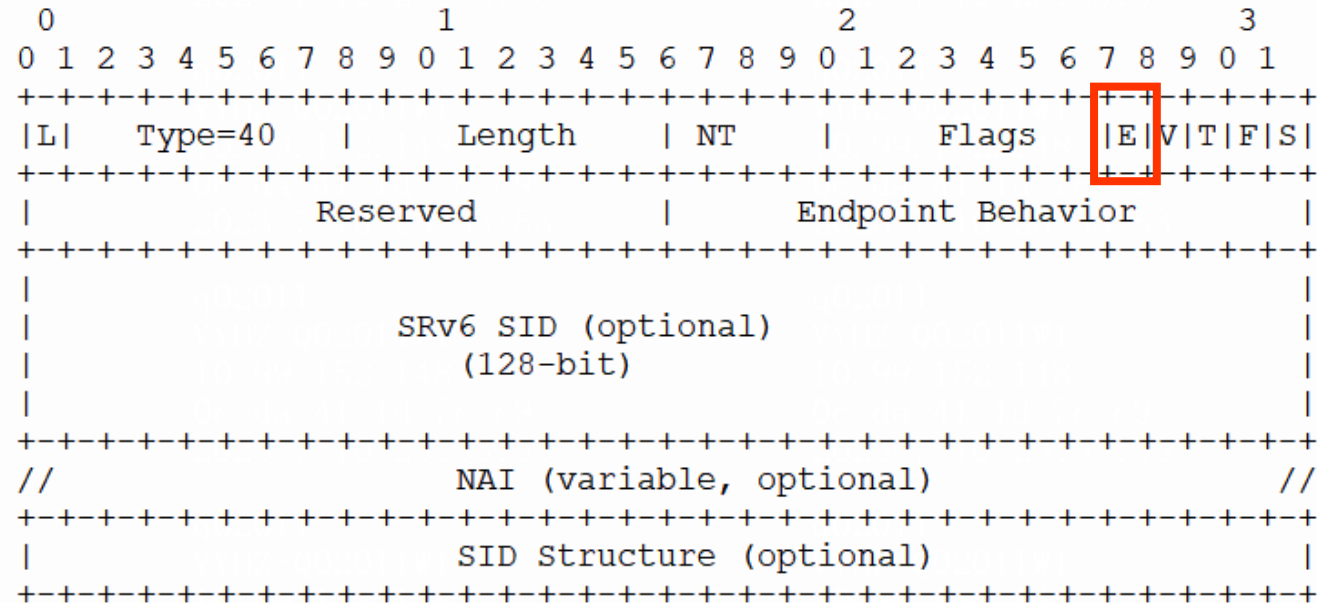 0                   1                   2                   3
0 1 2 3 4 5 6 7 8 9 0 1 2 3 4 5 6 7 8 9 0 1 2 3 4 5 6 7 8 9 0 1
+-+-+-+-+-+-+-+-+-+-+-+-+-+-+-+-+-+-+-+-+-+-+-+-+-+-+-+-+-+-+-+-+
|L|   Type=40   |     Length    | NT    |     Flags     |E|V|T|F|S|
+-+-+-+-+-+-+-+-+-+-+-+-+-+-+-+-+-+-+-+-+-+-+-+-+-+-+-+-+-+-+-+-+
|              Reserved         |      Endpoint Behavior        |
+-+-+-+-+-+-+-+-+-+-+-+-+-+-+-+-+-+-+-+-+-+-+-+-+-+-+-+-+-+-+-+-+
|                                                               |
|                  SRv6 SID (optional)                          |
|                     (128-bit)                                 |
|                                                               |
+-+-+-+-+-+-+-+-+-+-+-+-+-+-+-+-+-+-+-+-+-+-+-+-+-+-+-+-+-+-+-+-+
//                    NAI (variable, optional)                 //
+-+-+-+-+-+-+-+-+-+-+-+-+-+-+-+-+-+-+-+-+-+-+-+-+-+-+-+-+-+-+-+-+
|                     SID Structure (optional)                  |
+-+-+-+-+-+-+-+-+-+-+-+-+-+-+-+-+-+-+-+-+-+-+-+-+-+-+-+-+-+-+-+-+